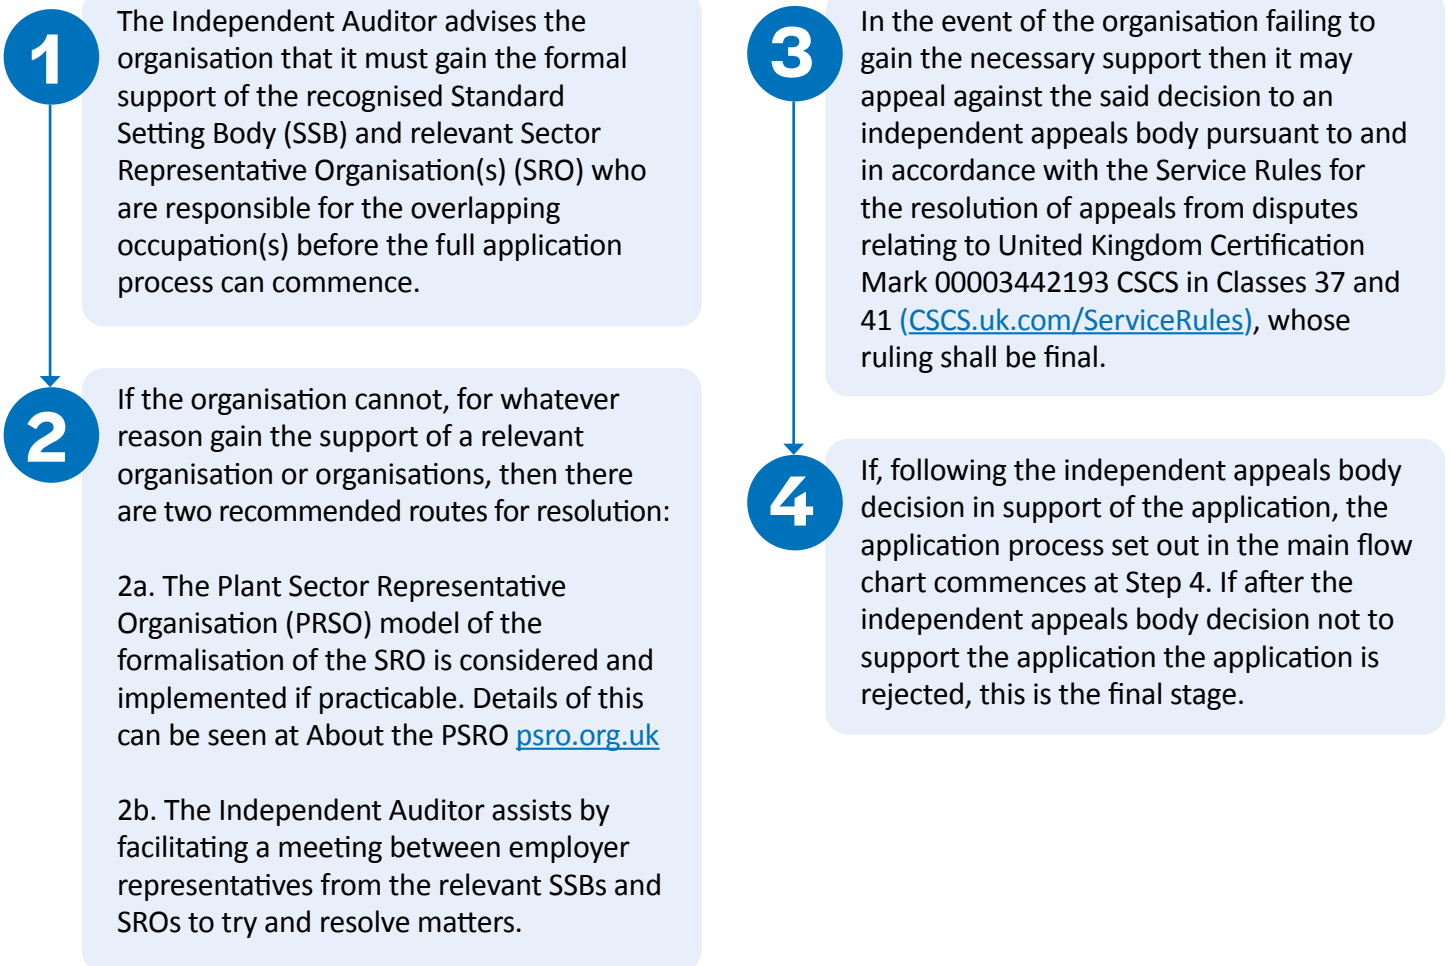 1
The Independent Auditor advises the
organisation that it must gain the formal
support of the recognised Standard
Setting Body (SSB) and relevant Sector
Representative Organisation(s) (SRO) who
are responsible for the overlapping
occupation(s) before the full application
process can commence.
2
If the organisation cannot, for whatever
reason gain the support of a relevant
organisation or organisations, then there
are two recommended routes for resolution:
2a. The Plant Sector Representative
Organisation (PRSO) model of the
formalisation of the SRO is considered and
implemented if practicable. Details of this
can be seen at About the PSRO psro.org.uk
2b. The Independent Auditor assists by
facilitating a meeting between employer
representatives from the relevant SSBs and
SROs to try and resolve matters.
3
In the event of the organisation failing to
gain the necessary support then it may
appeal against the said decision to an
independent appeals body pursuant to and
in accordance with the Service Rules for
the resolution of appeals from disputes
relating to United Kingdom Certification
Mark 00003442193 CSCS in Classes 37 and
41 (CSCS.uk.com/ServiceRules), whose
ruling shall be final.
4
If, following the independent appeals body
decision in support of the application, the
application process set out in the main flow
chart commences at Step 4. If after the
independent appeals body decision not to
support the application the application is
rejected, this is the final stage.